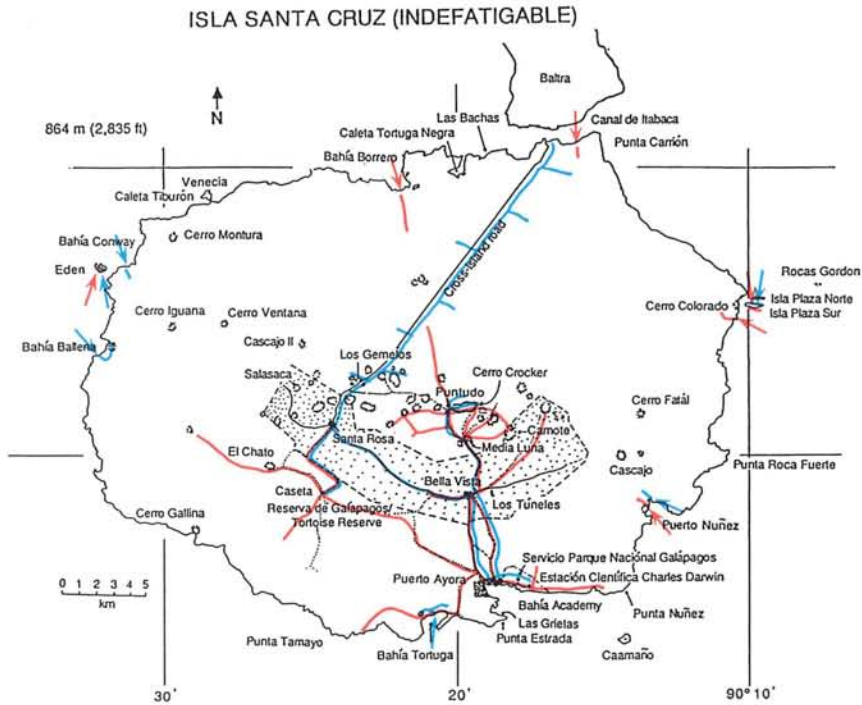 ISLA SANTA CRUZ (INDEFATIGABLE)
Baltra
N
864 m (2,835 ft)
Las Bachas
Canal de Itabaca
Caleta Tortuga Negra
Punta Carrión
Bahía Borrero
Venecia
Caleta Tiburón
Cerro Montura
Bahía Conway
Eden
Cross-Island road
Rocas Gordon
Isla Plaza Norte
Cerro Colorado
Isla Plaza Sur
Cerro Iguana
Cerro Ventana
Bahía Ballena
Cascajo II
Los Gemelos
Cerro Crocker
Salasaca
Puntudo
Cerro Fatál
Camote
Santa Rosa
Media Luna
El Chato
Cascajo
Punta Roca Fuerte
Bella Vista
Caseta
Los Túneles
Reserva de Galápagos/
Tortoise Reserve
Cerro Gallina
Puerto Nuñez
Servicio Parque Nacional Galápagos
0 1 2 3 4 5
km
Puerto Ayora
Estación Científica Charles Darwin
Bahía Academy
Punta Nuñez
Las Grietas
Punta Tamayo
Punta Estrada
Bahía Tortuga
Caamaño
30'
20'
90° 10'